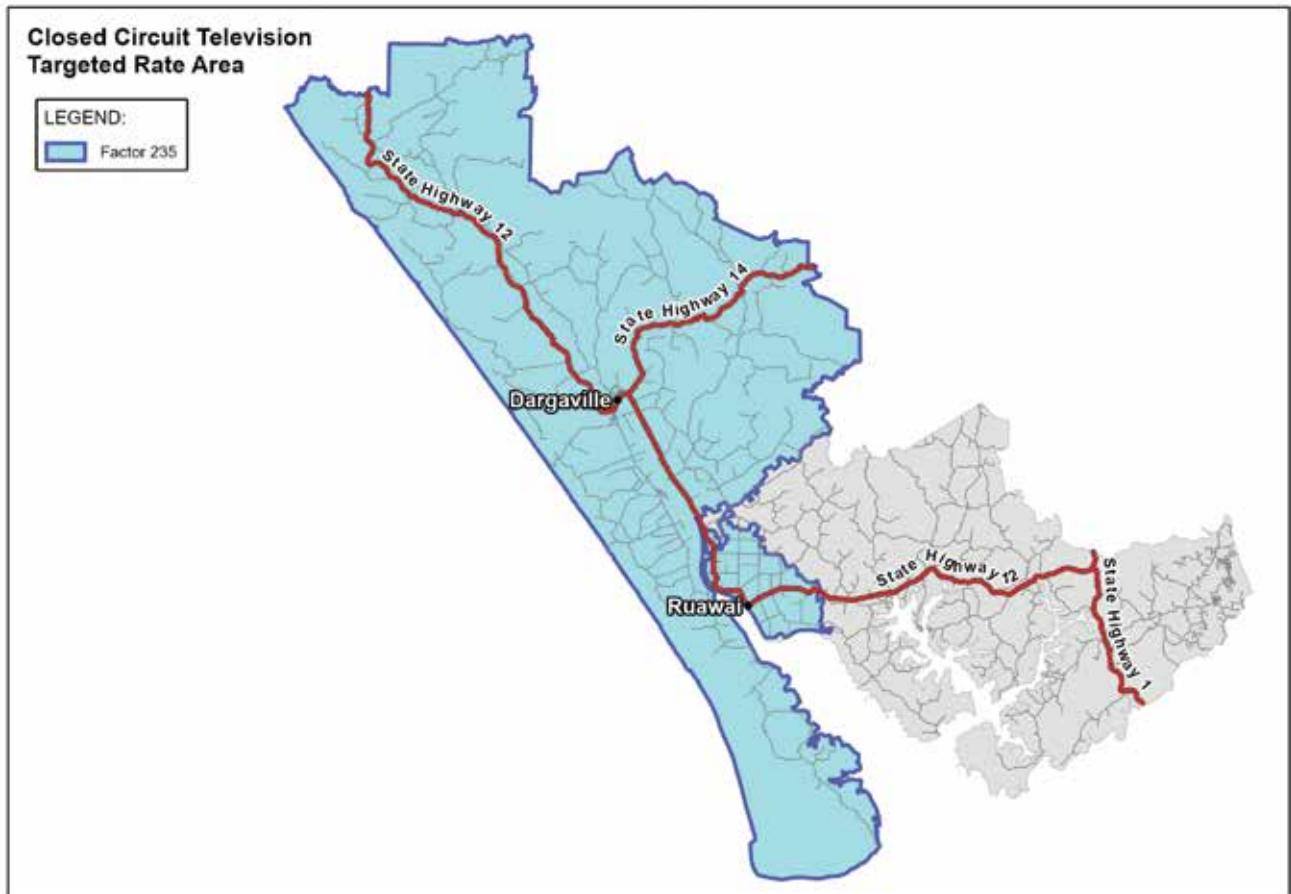 Closed Circuit Television
Targeted Rate Area
LEGEND:
Factor 235
State Highway 12
State Highway 14
Dargaville
State Highway 12
State Highway 1
Ruawai